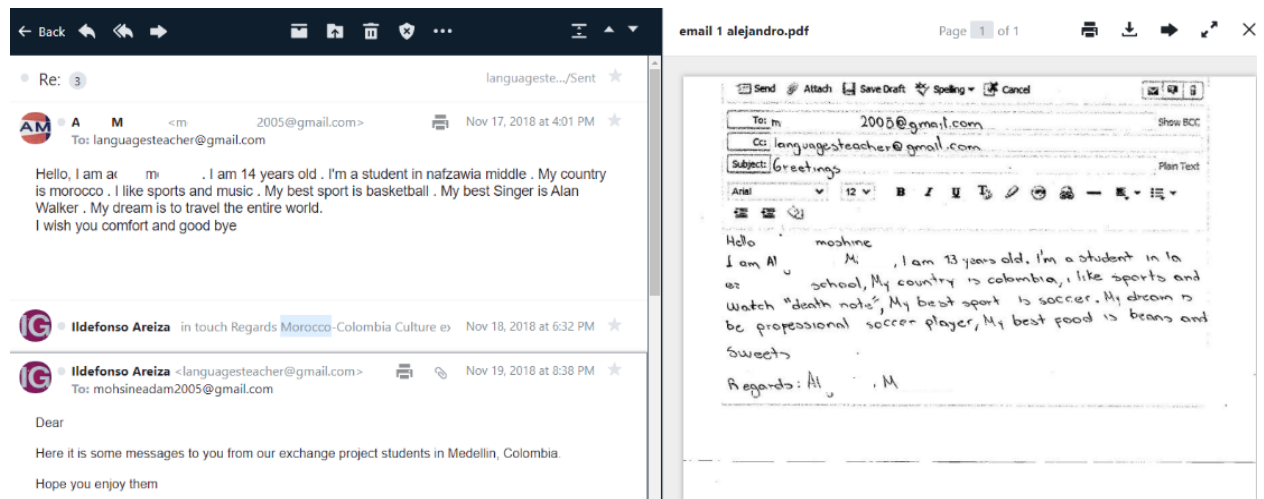 Back
Re: 3
languageste.../Sent
AM
A M <m 2005@gmail.com>
Nov 17, 2018 at 4:01 PM
To: languagesteacher@gmail.com
Hello, I am ac m . I am 14 years old . I'm a student in nafzawia middle . My country
is morocco . I like sports and music . My best sport is basketball . My best Singer is Alan
Walker . My dream is to travel the entire world.
I wish you comfort and good bye
IG
Ildefonso Areiza in touch Regards Morocco-Colombia Culture
Nov 18, 2018 at 6:32 PM
IG
Ildefonso Areiza <languagesteacher@gmail.com>
Nov 19, 2018 at 8:38 PM
To: mohsineadam2005@gmail.com
Dear
Here it is some messages to you from our exchange project students in Medellin, Colombia.
Hope you enjoy them
email 1 alejandro.pdf
Page 1 of 1
Send Attach Save Draft Spelling Cancel
To: m 2005@gmail.com
Show BCC
Cc: languagesteacher@gmail.com
Subject: Greetings
Plain Text
Arial 12 B I U
Hello moshine
I am Al M , I am 13 years old. I'm a student in la
school, My country is colombia, i like sports and
watch "death note", My best sport is soccer. My dream is
be professional soccer player, My best food is beans and
sweets
Regards: Al . M